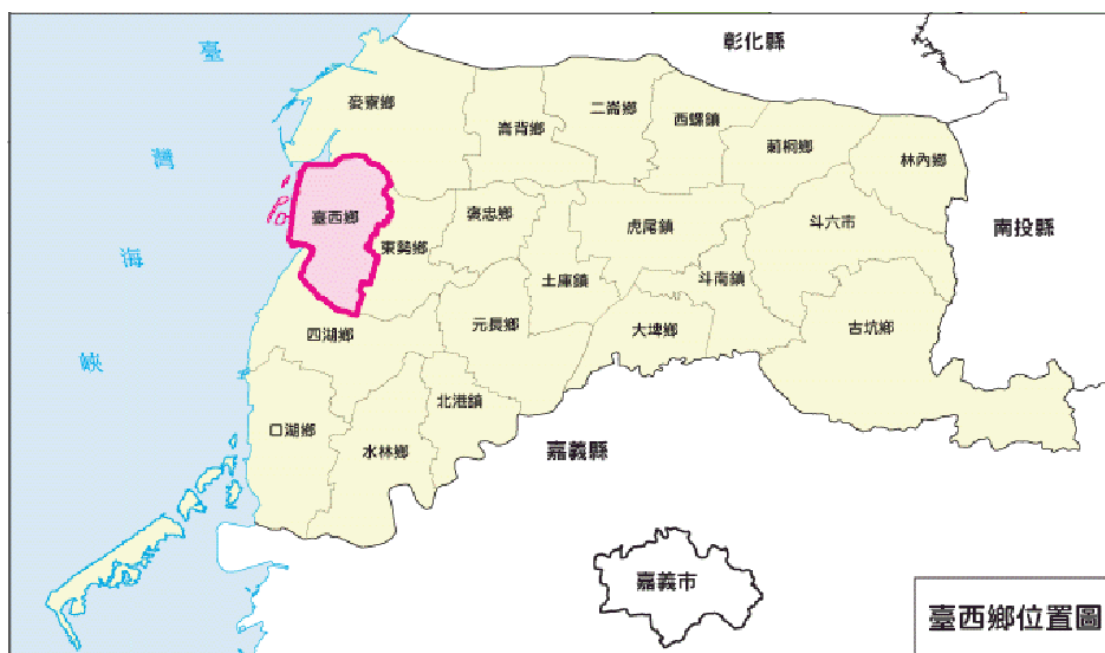 臺
灣
海
峽
彰化縣
麥寮鄉
崙背鄉
二崙鄉
西螺鎮
莿桐鄉
林內鄉
臺西鄉
東勢鄉
褒忠鄉
虎尾鎮
斗六市
南投縣
土庫鎮
斗南鎮
四湖鄉
元長鄉
大埤鄉
古坑鄉
口湖鄉
水林鄉
北港鎮
嘉義縣
嘉義市
臺西鄉位置圖